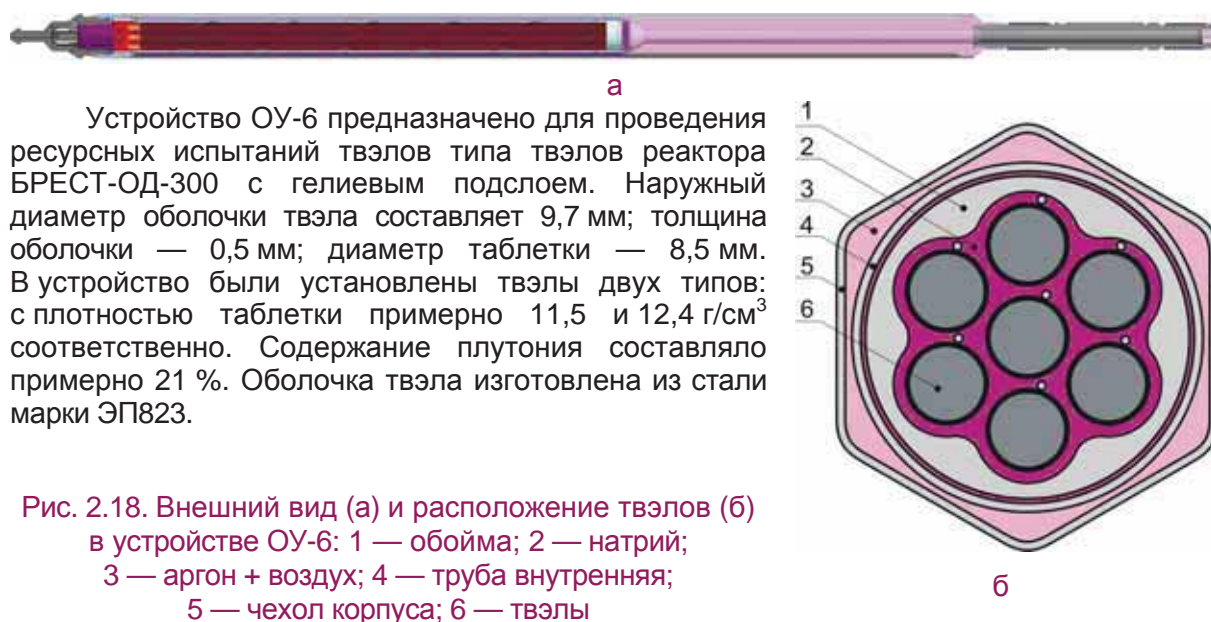 а
Устройство ОУ-6 предназначено для проведения
ресурсных испытаний твэлов типа твэлов реактора
БРЕСТ-ОД-300 с гелиевым подслоем. Наружный
диаметр оболочки твэла составляет 9,7 мм; толщина
оболочки — 0,5 мм; диаметр таблетки — 8,5 мм.
В устройство были установлены твэлы двух типов:
с плотностью таблетки примерно 11,5 и 12,4 г/см³
соответственно. Содержание плутония составляло
примерно 21 %. Оболочка твэла изготовлена из стали
марки ЭП823.
Рис. 2.18. Внешний вид (а) и расположение твэлов (б)
в устройстве ОУ-6: 1 — обойма; 2 — натрий;
3 — аргон + воздух; 4 — труба внутренняя;
5 — чехол корпуса; 6 — твэлы
1
2
3
4
5
6
б